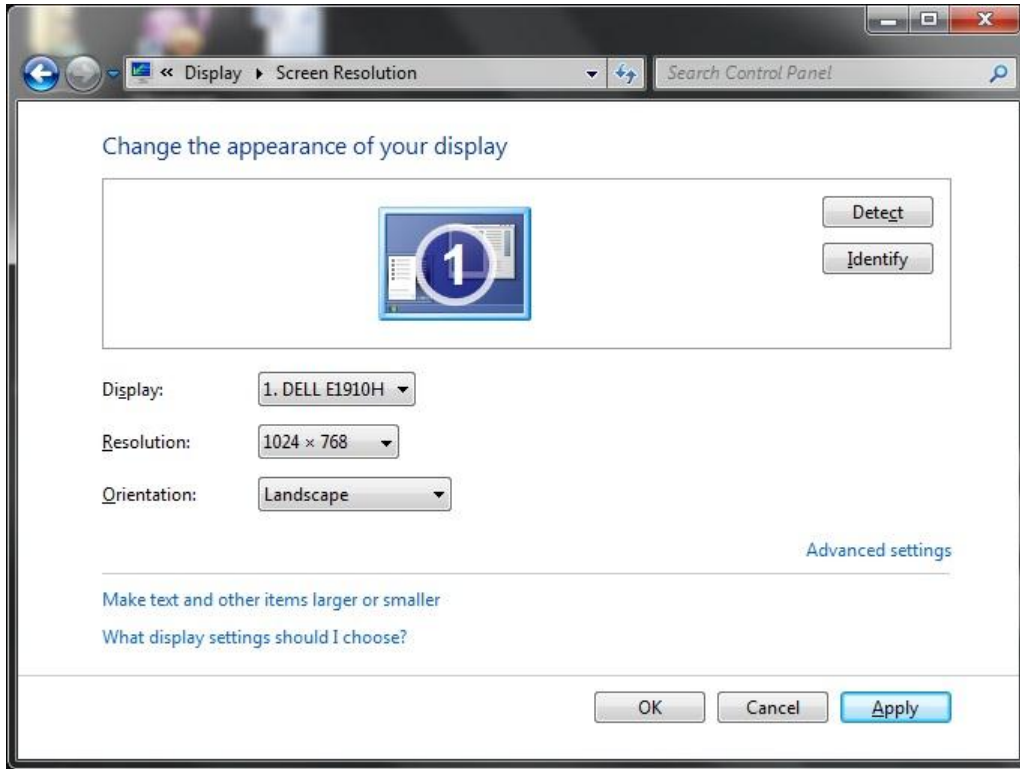 « Display ▸ Screen Resolution
Search Control Panel
Change the appearance of your display
1
Detect
Identify
Display: 1. DELL E1910H
Resolution: 1024 × 768
Orientation: Landscape
Advanced settings
Make text and other items larger or smaller
What display settings should I choose?
OK Cancel Apply